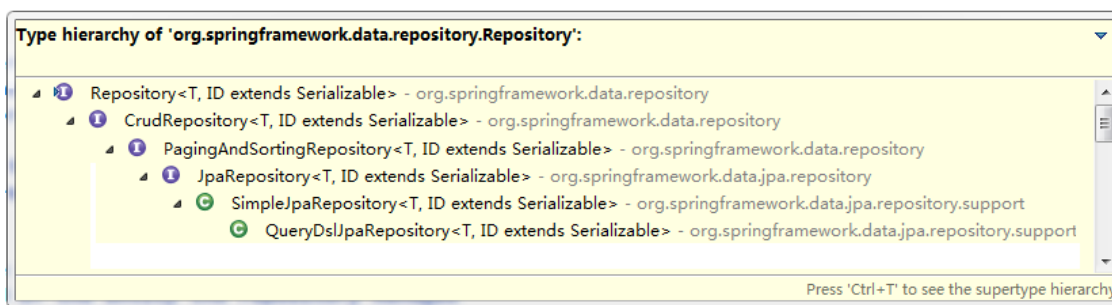 Type hierarchy of 'org.springframework.data.repository.Repository':
Repository<T, ID extends Serializable> - org.springframework.data.repository
CrudRepository<T, ID extends Serializable> - org.springframework.data.repository
PagingAndSortingRepository<T, ID extends Serializable> - org.springframework.data.repository
JpaRepository<T, ID extends Serializable> - org.springframework.data.jpa.repository
SimpleJpaRepository<T, ID extends Serializable> - org.springframework.data.jpa.repository.support
QueryDslJpaRepository<T, ID extends Serializable> - org.springframework.data.jpa.repository.support
Press 'Ctrl+T' to see the supertype hierarchy